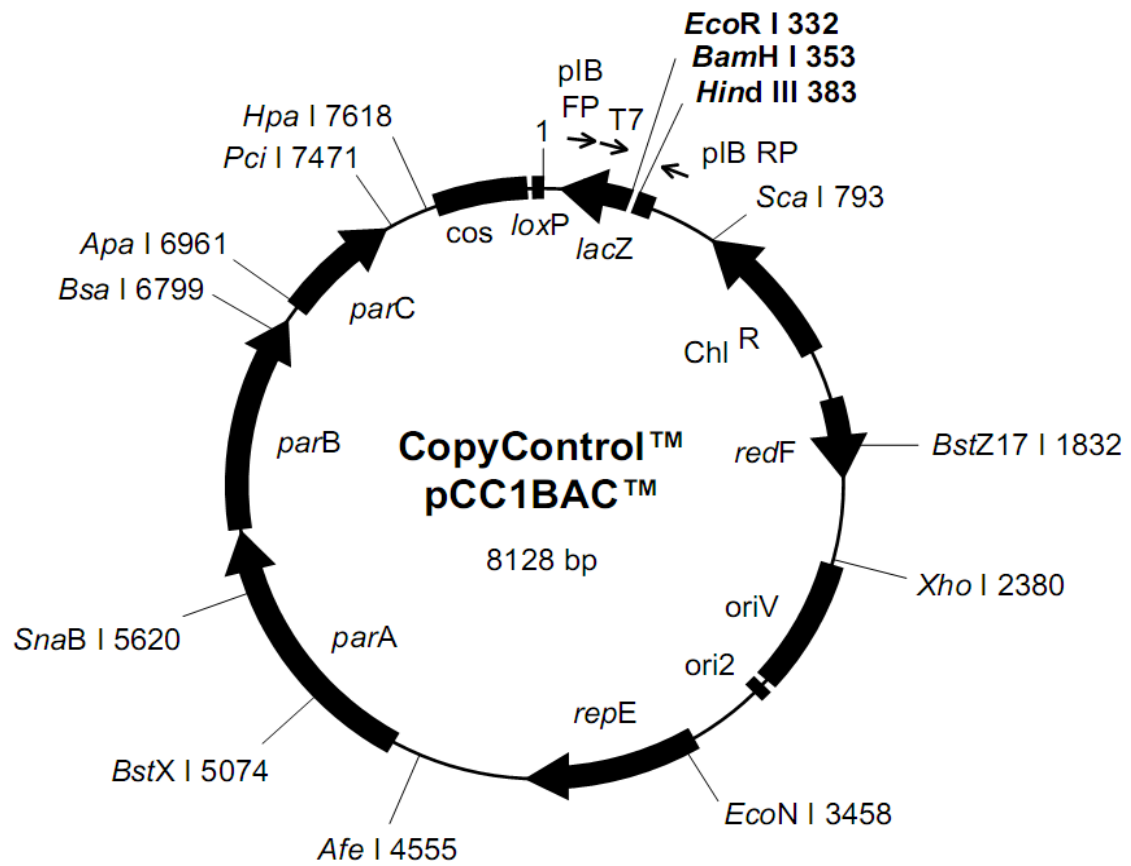 EcoR I 332
BamH I 353
Hind III 383
pIB
FP
T7
1
pIB RP
Hpa I 7618
Pci I 7471
Sca I 793
cos
loxP
lacZ
Apa I 6961
Bsa I 6799
parC
Chl R
parB
CopyControl™
pCC1BAC™
8128 bp
redF
BstZ17 I 1832
Xho I 2380
oriV
ori2
SnaB I 5620
parA
repE
BstX I 5074
EcoN I 3458
Afe I 4555